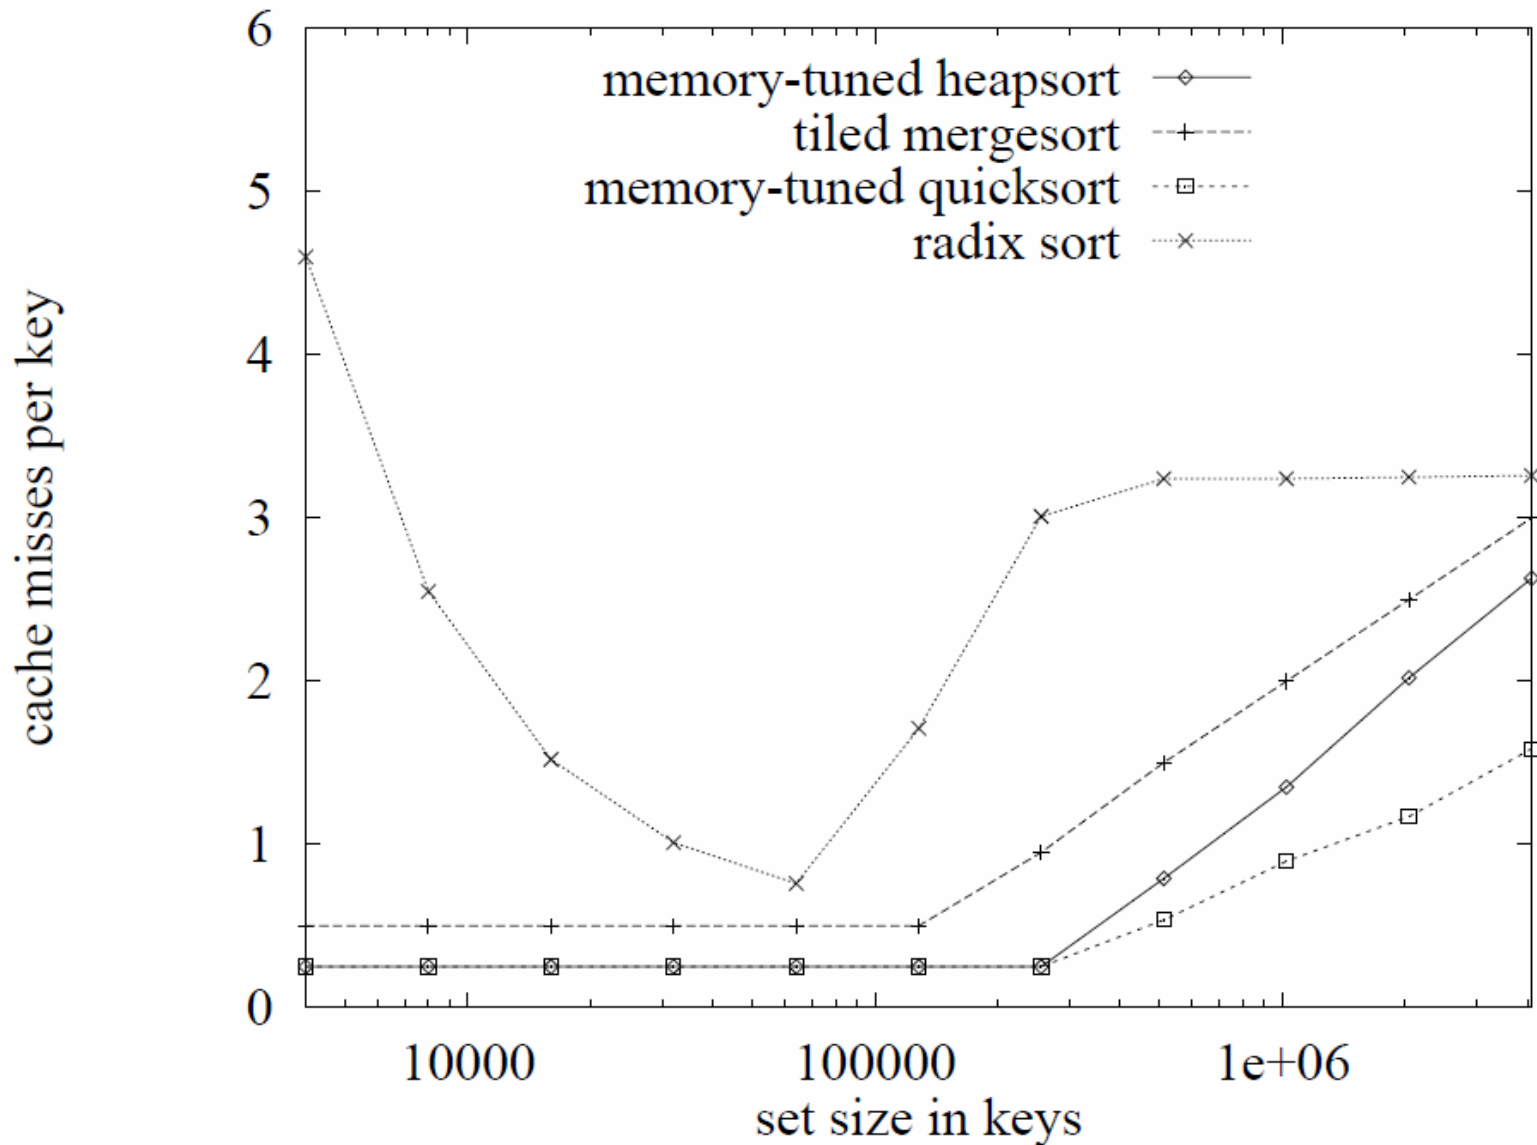 6
5
4
3
2
1
0
cache misses per key
memory-tuned heapsort
tiled mergesort
memory-tuned quicksort
radix sort
10000 100000 1e+06
set size in keys